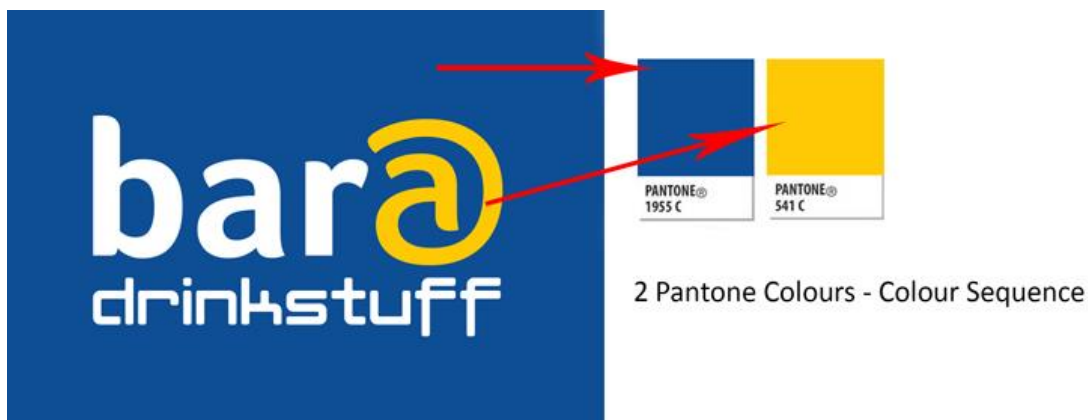 bar@
drinkstuff
PANTONE®
1955 C
PANTONE®
541 C
2 Pantone Colours - Colour Sequence